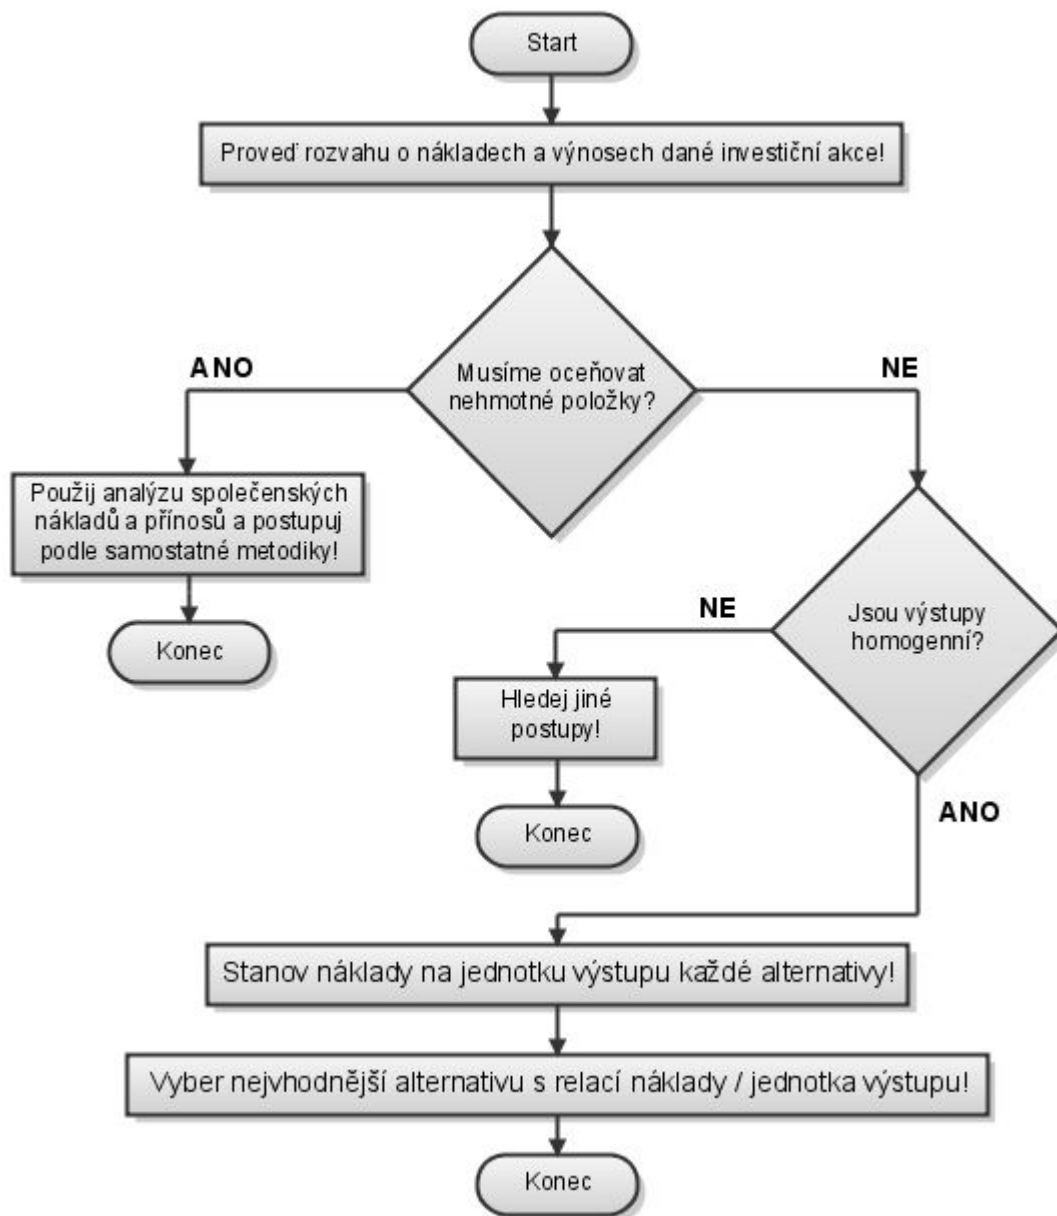 Start
Proveď rozvahu o nákladech a výnosech dané investiční akce!
Musíme oceňovat
nehmotné položky?
ANO
NE
Použij analýzu společenských
nákladů a přínosů a postupuj
podle samostatné metodiky!
Konec
Jsou výstupy
homogenní?
NE
Hledej jiné
postupy!
Konec
ANO
Stanov náklady na jednotku výstupu každé alternativy!
Vyber nejvhodnější alternativu s relací náklady / jednotka výstupu!
Konec